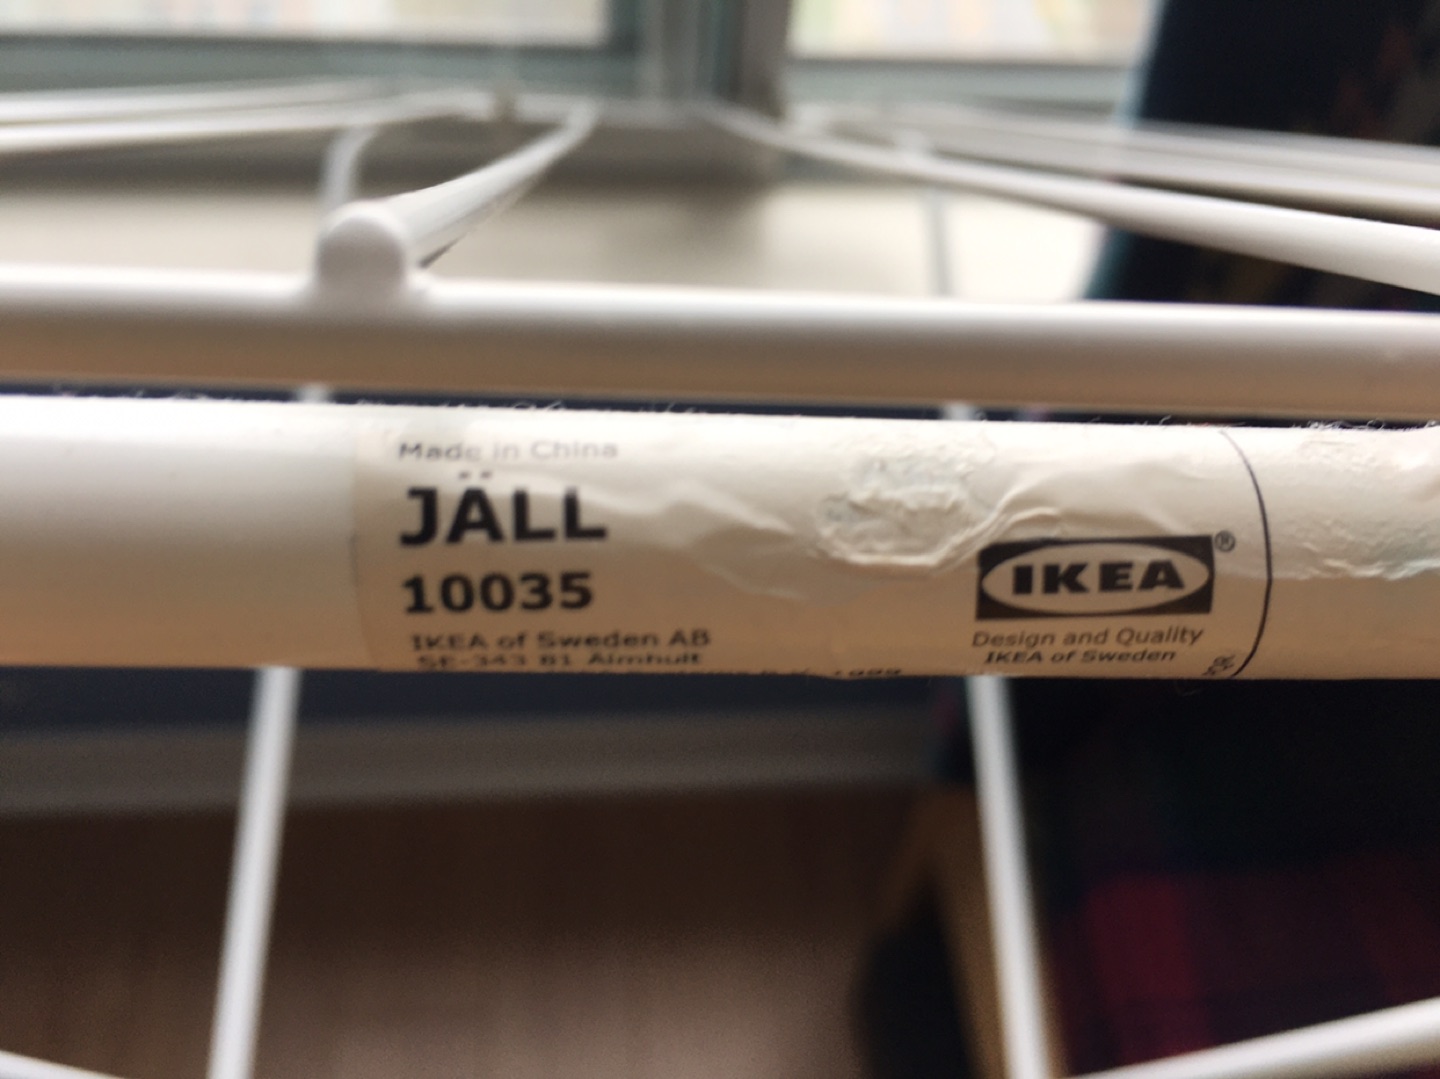 Made in China
JÄLL
10035
IKEA of Sweden AB
SE-343 81 Älmhult
1999
IKEA®
Design and Quality
IKEA of Sweden